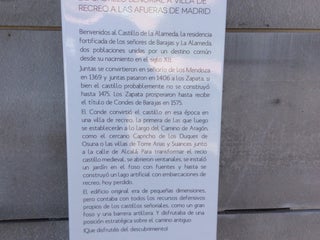 SEÑORIAL A VILLA DE
RECREO A LAS AFUERAS DE MADRID
Bienvenidos al Castillo de la Alameda, la residencia
fortificada de los señores de Barajas y la Alameda,
dos poblaciones unidas por un destino común
desde su nacimiento en el siglo XIII.
Juntas se convirtieron en señorío de los Mendoza
en 1369 y juntas pasaron en 1406 a los Zapata, si
bien el castillo probablemente no se construyó
hasta 1475. Los Zapata prosperarían hasta recibir
el título de Condes de Barajas en 1575.
El Conde convirtió el castillo en esa época en
una villa de recreo, la primera de las que luego
se establecerán a lo largo del Camino de Aragón,
como el cercano Capricho de los Duques de
Osuna o las villas de Torre Arias y Suances junto
a la calle de Alcalá. Para transformar el recio
castillo medieval, se abrieron ventanales, se instaló
un jardín en el foso con fuentes y hasta se
construyó un lago artificial con embarcaciones de
recreo, hoy perdido.
El edificio original era de pequeñas dimensiones,
pero contaba con todos los recursos defensivos
propios de los castillos señoriales, como un gran
foso y una barrera artillera. Y disfrutaba de una
posición estratégica sobre el camino antiguo.
¡Que disfrutéis del descubrimiento!